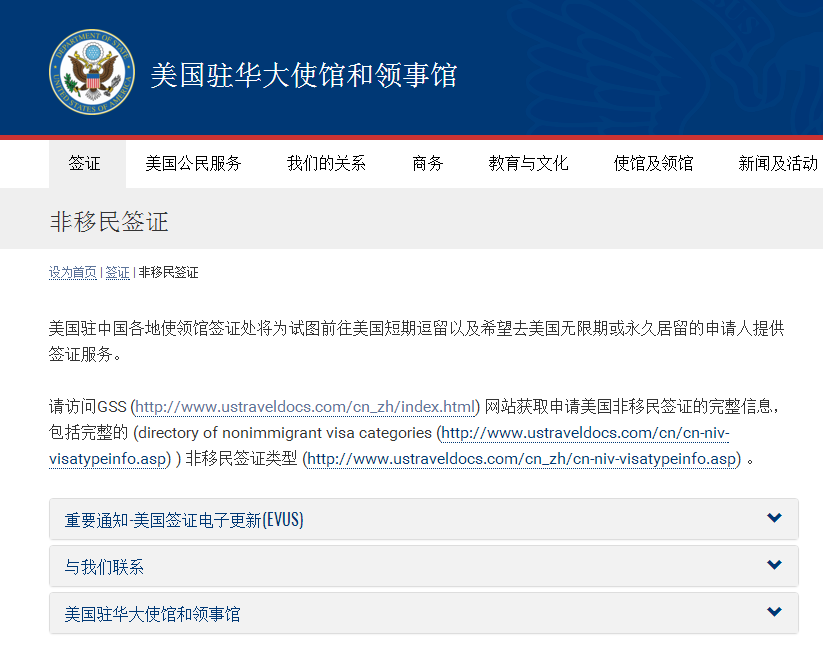 DEPARTMENT OF STATE
UNITED STATES OF AMERICA
美国驻华大使馆和领事馆
签证 美国公民服务 我们的关系 商务 教育与文化 使馆及领馆 新闻及活动
非移民签证
设为首页 | 签证 | 非移民签证
美国驻中国各地使领馆签证处将为试图前往美国短期逗留以及希望去美国无限期或永久居留的申请人提供
签证服务。
请访问GSS (http://www.ustraveldocs.com/cn_zh/index.html) 网站获取申请美国非移民签证的完整信息，
包括完整的 (directory of nonimmigrant visa categories (http://www.ustraveldocs.com/cn/cn-niv-
visatypeinfo.asp) ) 非移民签证类型 (http://www.ustraveldocs.com/cn_zh/cn-niv-visatypeinfo.asp) 。
重要通知-美国签证电子更新(EVUS)
与我们联系
美国驻华大使馆和领事馆